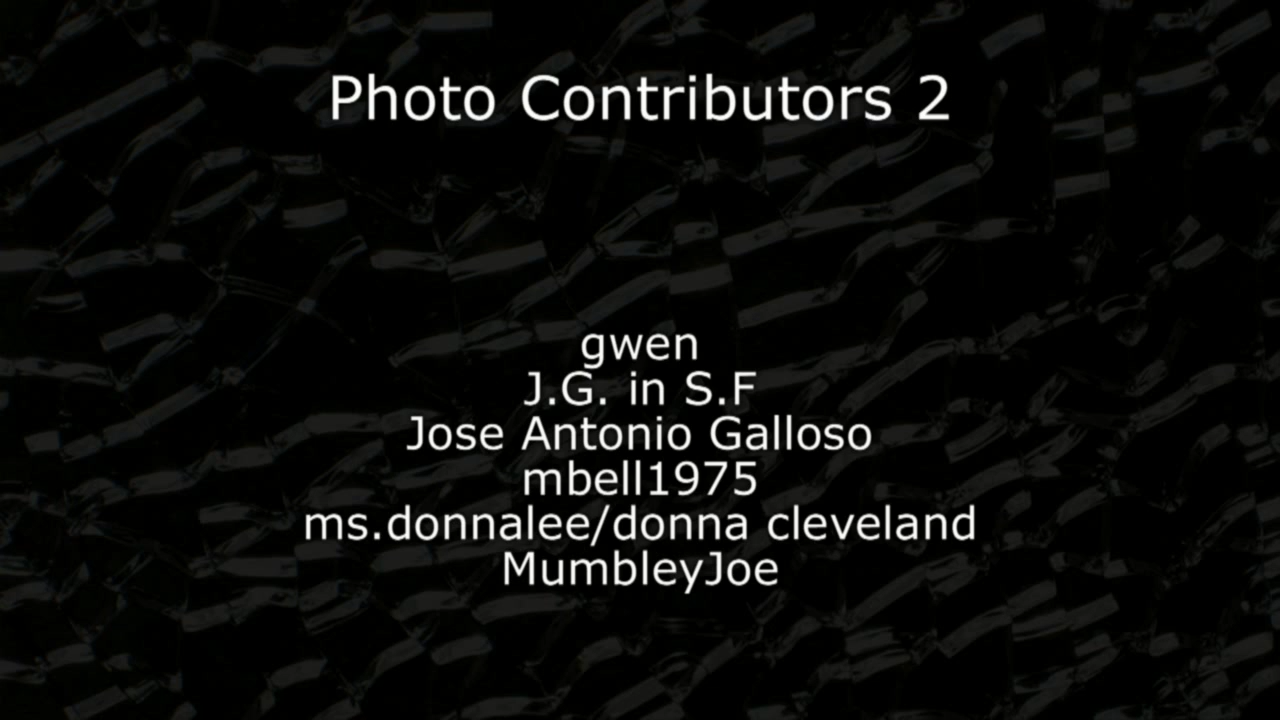 Photo Contributors 2
gwen
J.G. in S.F
Jose Antonio Galloso
mbell1975
ms.donnalee/donna cleveland
MumbleyJoe